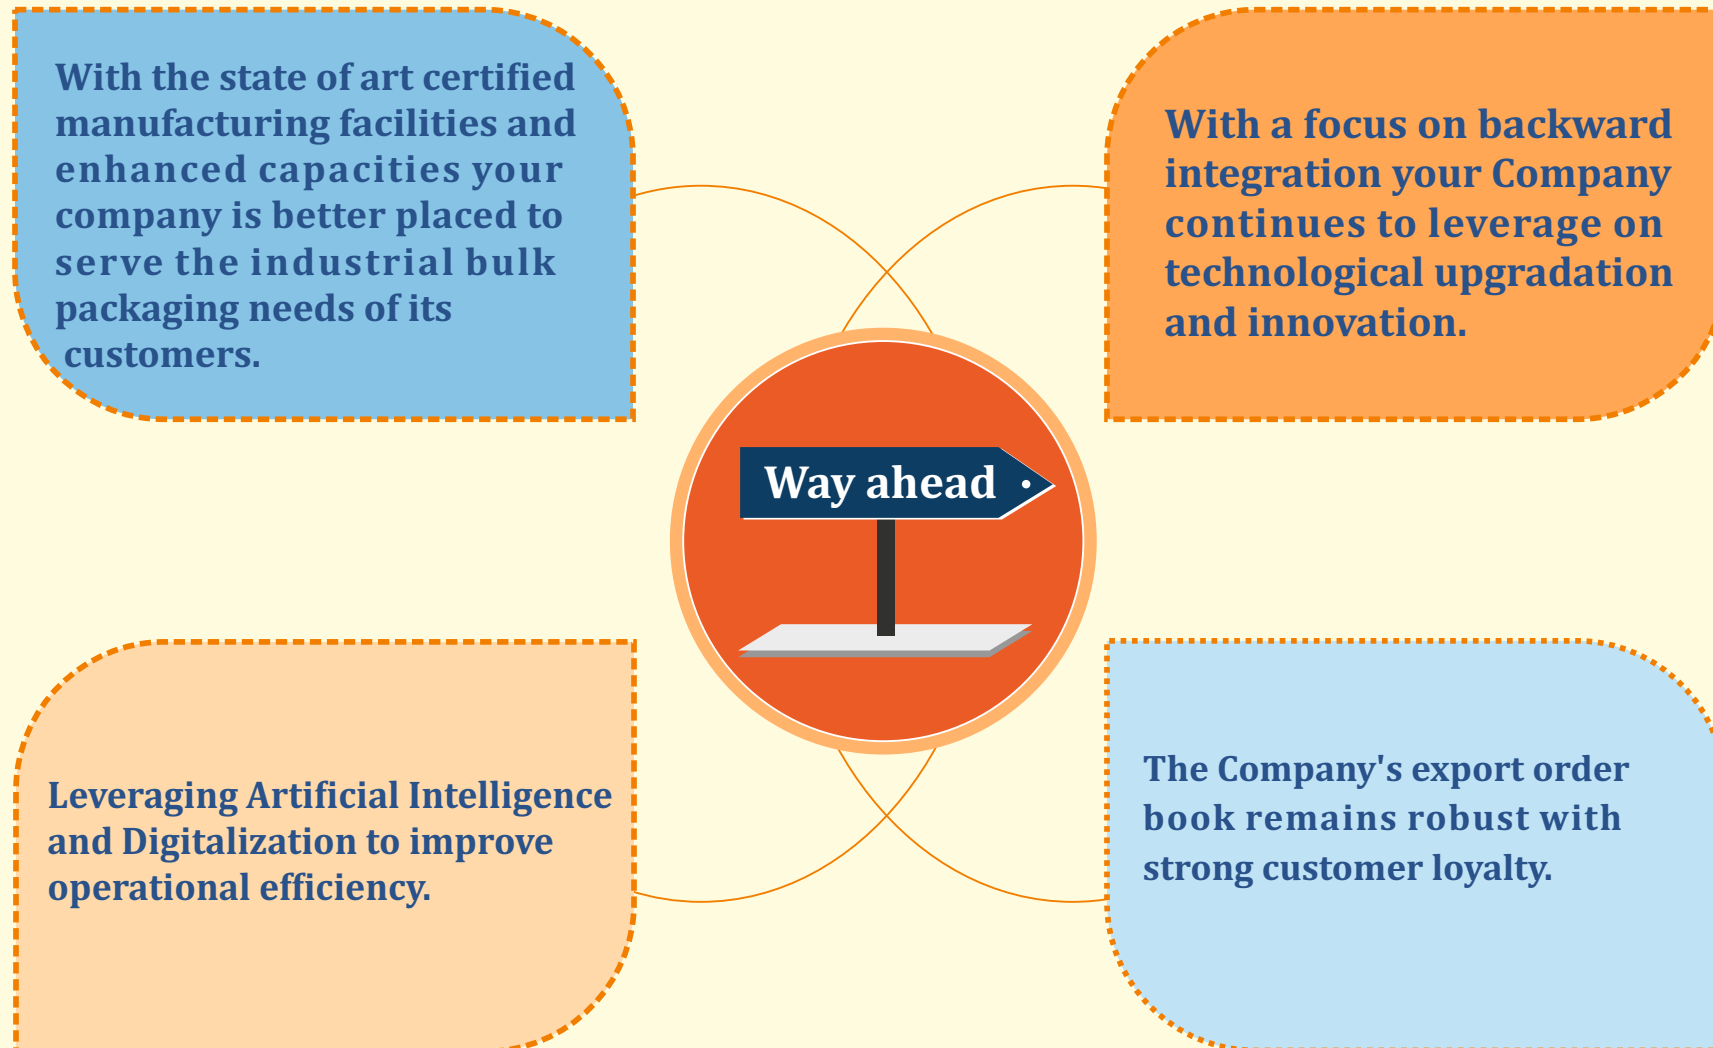 With the state of art certified
manufacturing facilities and
enhanced capacities your
company is better placed to
serve the industrial bulk
packaging needs of its
customers.
With a focus on backward
integration your Company
continues to leverage on
technological upgradation
and innovation.
Way ahead
Leveraging Artificial Intelligence
and Digitalization to improve
operational efficiency.
The Company's export order
book remains robust with
strong customer loyalty.